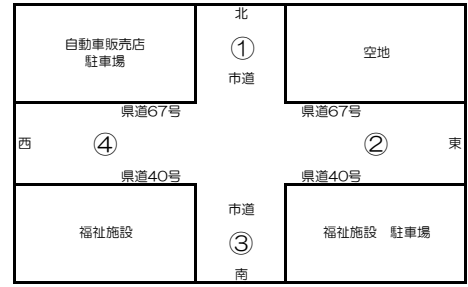 北
自動車販売店
駐車場
①
空地
市道
県道67号
県道67号
西
④
②
東
県道40号
県道40号
市道
福祉施設
福祉施設 駐車場
③
南